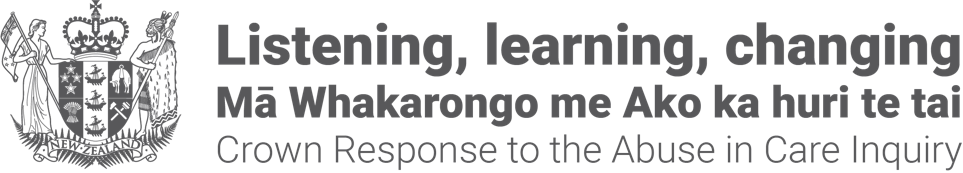 NEW ZEALAND
Listening, learning, changing
Mā Whakarongo me Ako ka huri te tai
Crown Response to the Abuse in Care Inquiry